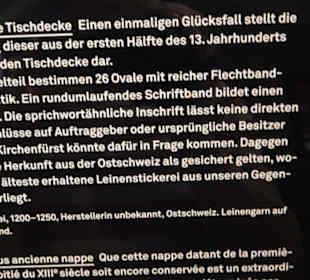 Tischdecke Einen einmaligen Glücksfall stellt die
dieser aus der ersten Hälfte des 13. Jahrhunderts
den Tischdecke dar.
bestimmen 26 Ovale mit reicher Flechtband-
tik. Ein rundumlaufendes Schriftband bildet einen
Die sprichwortähnliche Inschrift lässt keine direkten
lüsse auf Auftraggeber oder ursprüngliche Besitzer
Kirchenfürst könnte dafür in Frage kommen. Dagegen
Herkunft aus der Ostschweiz als gesichert gelten, wo-
älteste erhaltene Leinenstickerei aus unseren Gegen-
rliegt.
ei, 1200–1250, Herstellerin unbekannt, Ostschweiz. Leinengarn auf
nd.
us ancienne nappe Que cette nappe datant de la premiè-
oitié du XIIIe siècle soit encore conservée est un extraordi-